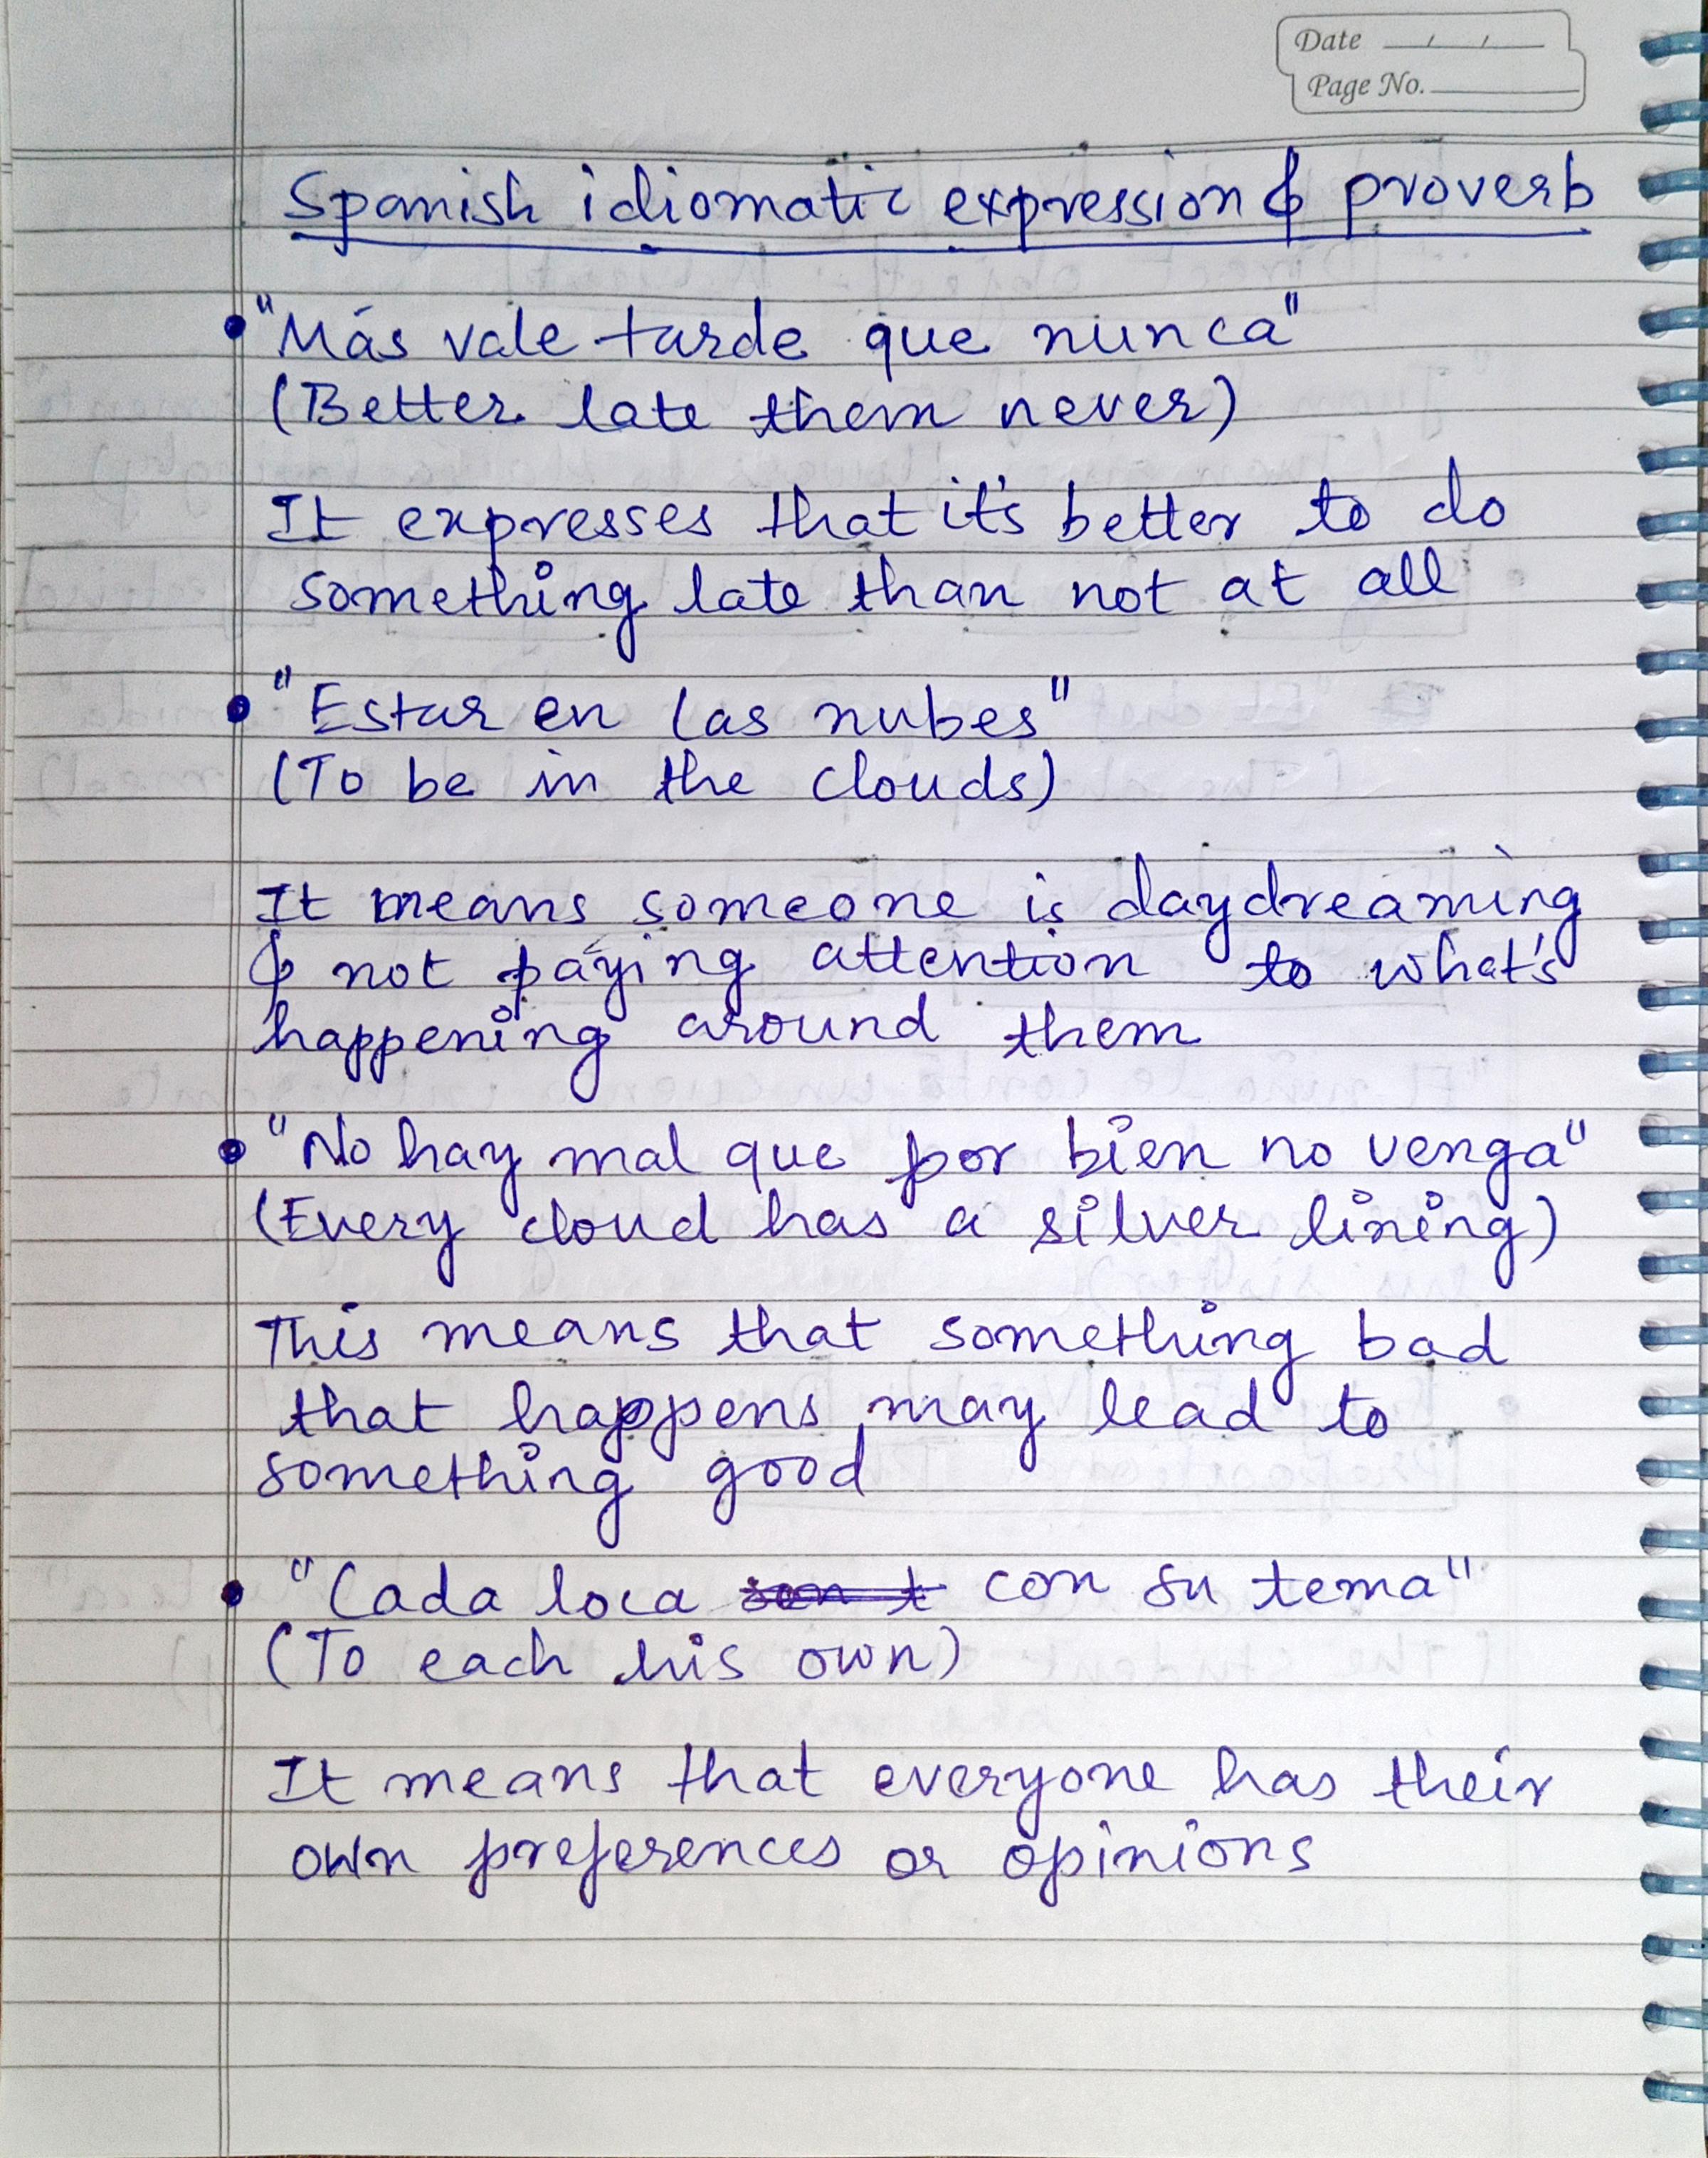 Date / /
Page No.
Spanish idiomatic expression & proverb
• "Más vale tarde que nunca"
(Better late them never)
It expresses that it's better to do
something late than not at all
• "Estar en las nubes"
(To be in the clouds)
It means someone is daydreaming
& not paying attention to what's
happening around them
• "No hay mal que por bien no venga"
(Every cloud has a silver lining)
This means that something bad
that happens may lead to
something good
• "Cada loca con su tema"
(To each his own)
It means that everyone has their
own preferences or opinions